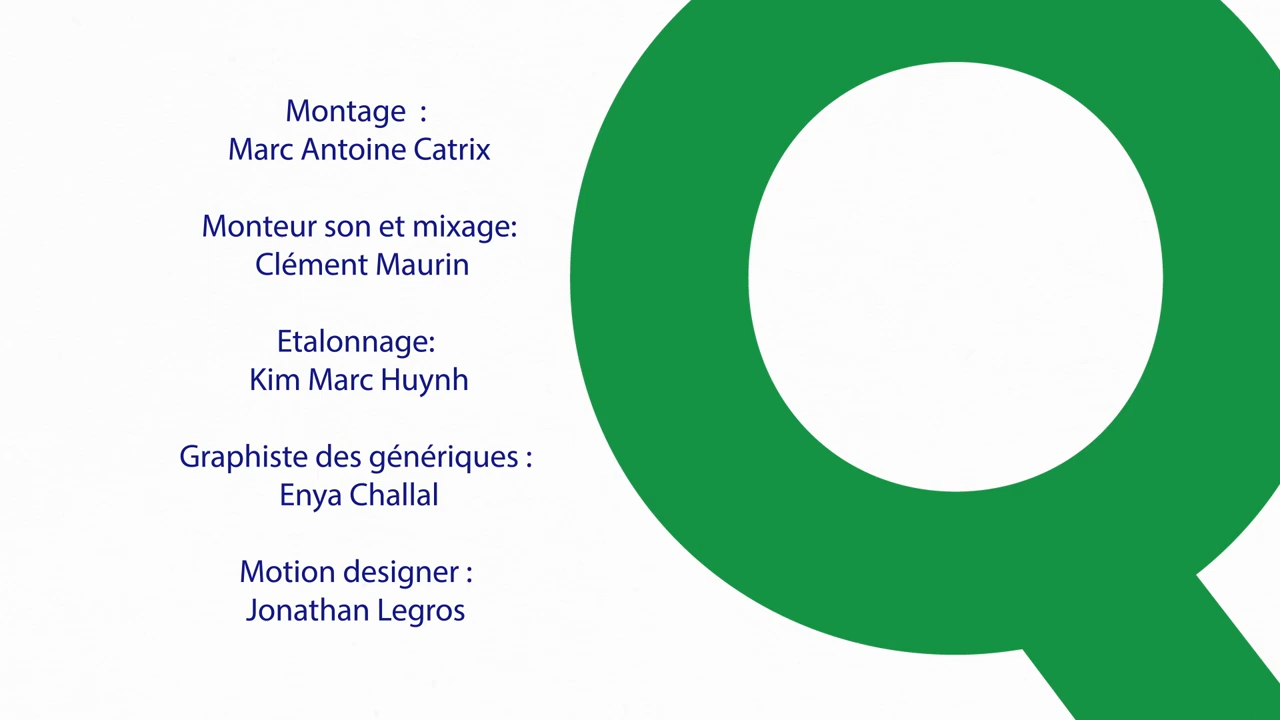 Montage  :
Marc Antoine Catrix
Monteur son et mixage:
Clément Maurin
Etalonnage:
Kim Marc Huynh
Graphiste des génériques :
Enya Challal
Motion designer :
Jonathan Legros